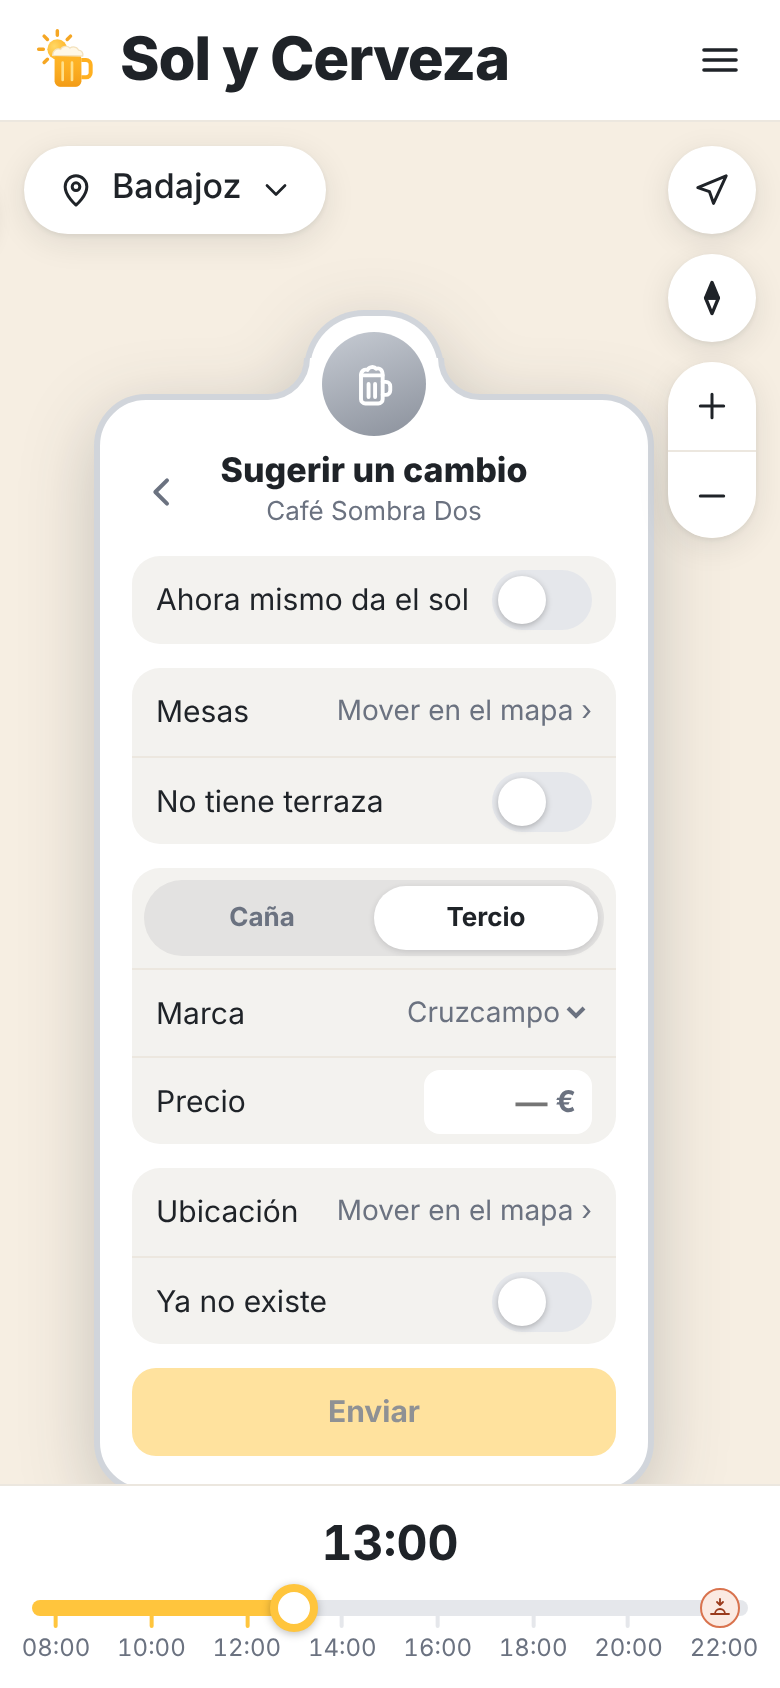 Sol y Cerveza
Badajoz
Sugerir un cambio
Café Sombra Dos
Ahora mismo da el sol
Mesas Mover en el mapa ›
No tiene terraza
Caña Tercio
Marca Cruzcampo
Precio — €
Ubicación Mover en el mapa ›
Ya no existe
Enviar
13:00
08:00 10:00 12:00 14:00 16:00 18:00 20:00 22:00